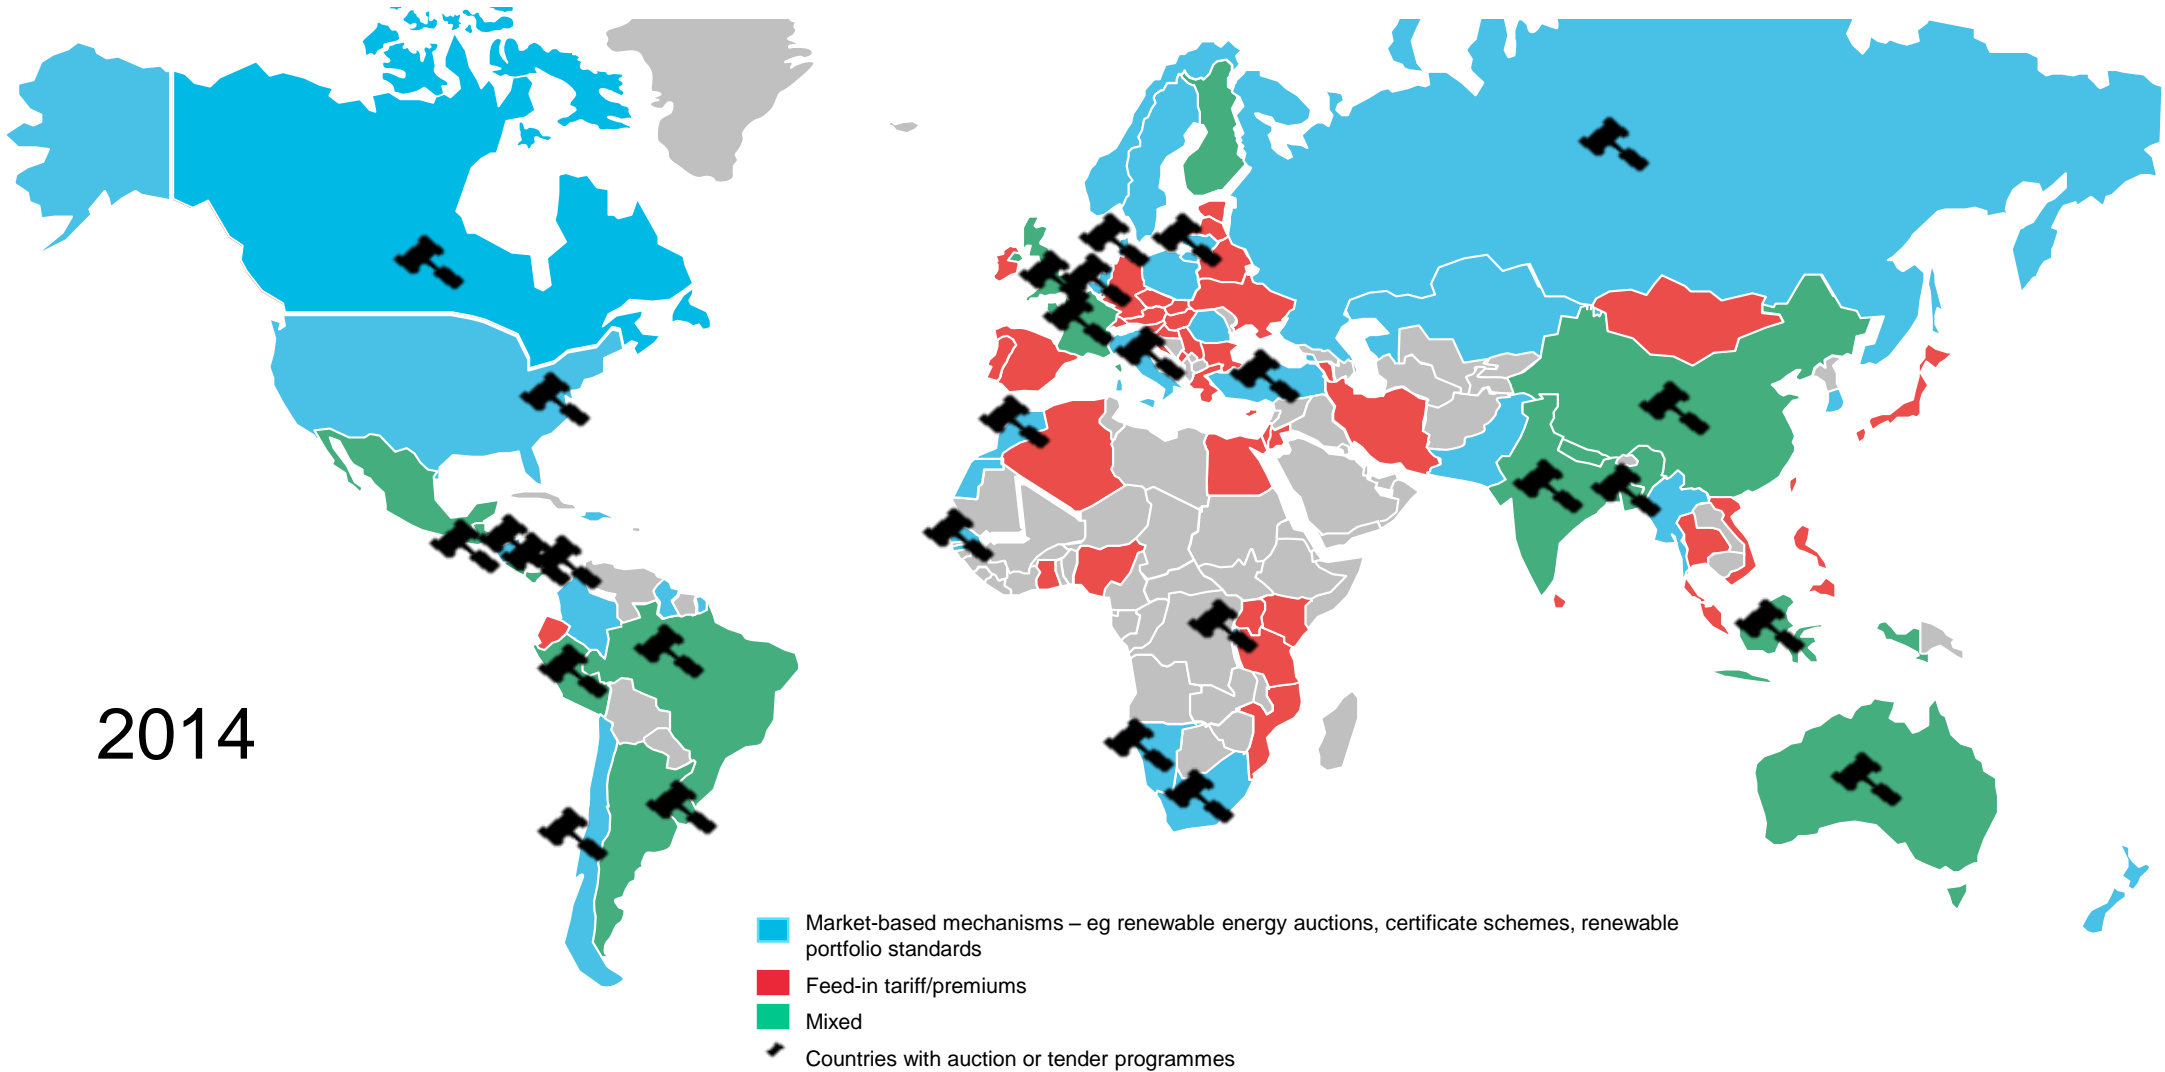 2014
Market-based mechanisms – eg renewable energy auctions, certificate schemes, renewable
portfolio standards
Feed-in tariff/premiums
Mixed
Countries with auction or tender programmes